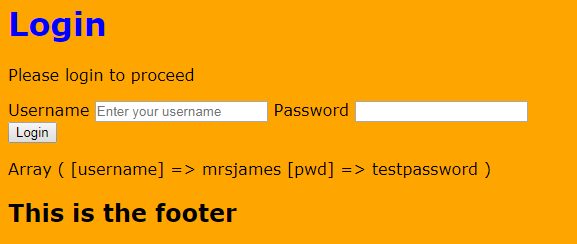 Login
Please login to proceed
Username Enter your username Password
Login
Array ( [username] => mrsjames [pwd] => testpassword )
This is the footer